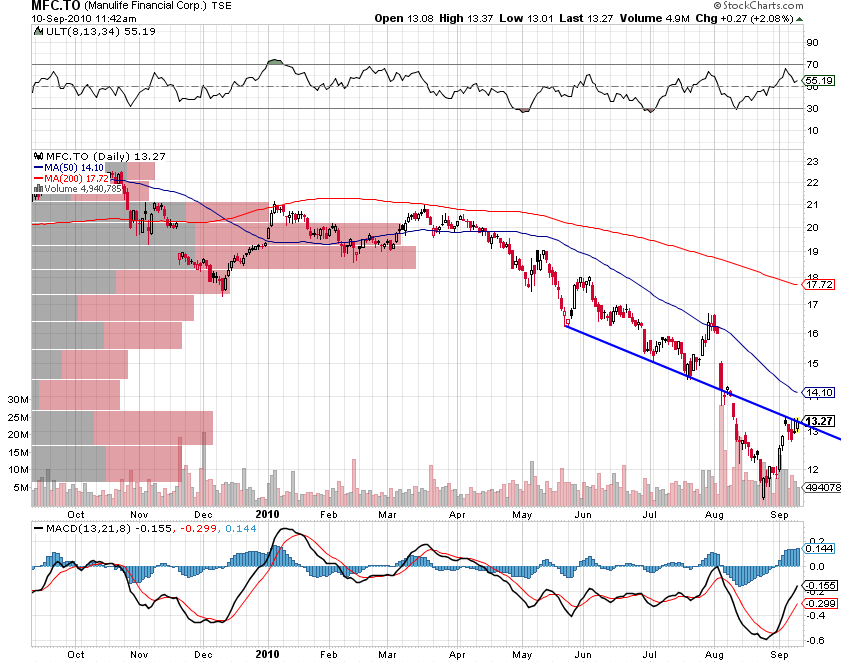 MFC.TO (Manulife Financial Corp.) TSE © StockCharts.com
10-Sep-2010 11:42am Open 13.08 High 13.37 Low 13.01 Last 13.27 Volume 4.9M Chg +0.27 (+2.08%)
ULT(8,13,34) 55.19
90
70
55.19
50
30
10
MFC.TO (Daily) 13.27
MA(50) 14.10
MA(200) 17.72
Volume 4,940,785
23
22
21
20
19
18
17.72
17
16
15
14.10
14
13.27
13
12
494078
30M
25M
20M
15M
10M
5M
Oct Nov Dec 2010 Feb Mar Apr May Jun Jul Aug Sep
MACD(13,21,8) -0.155, -0.299, 0.144
0.2
0.144
0.0
-0.155
-0.2
-0.299
-0.4
-0.6
Oct Nov Dec 2010 Feb Mar Apr May Jun Jul Aug Sep